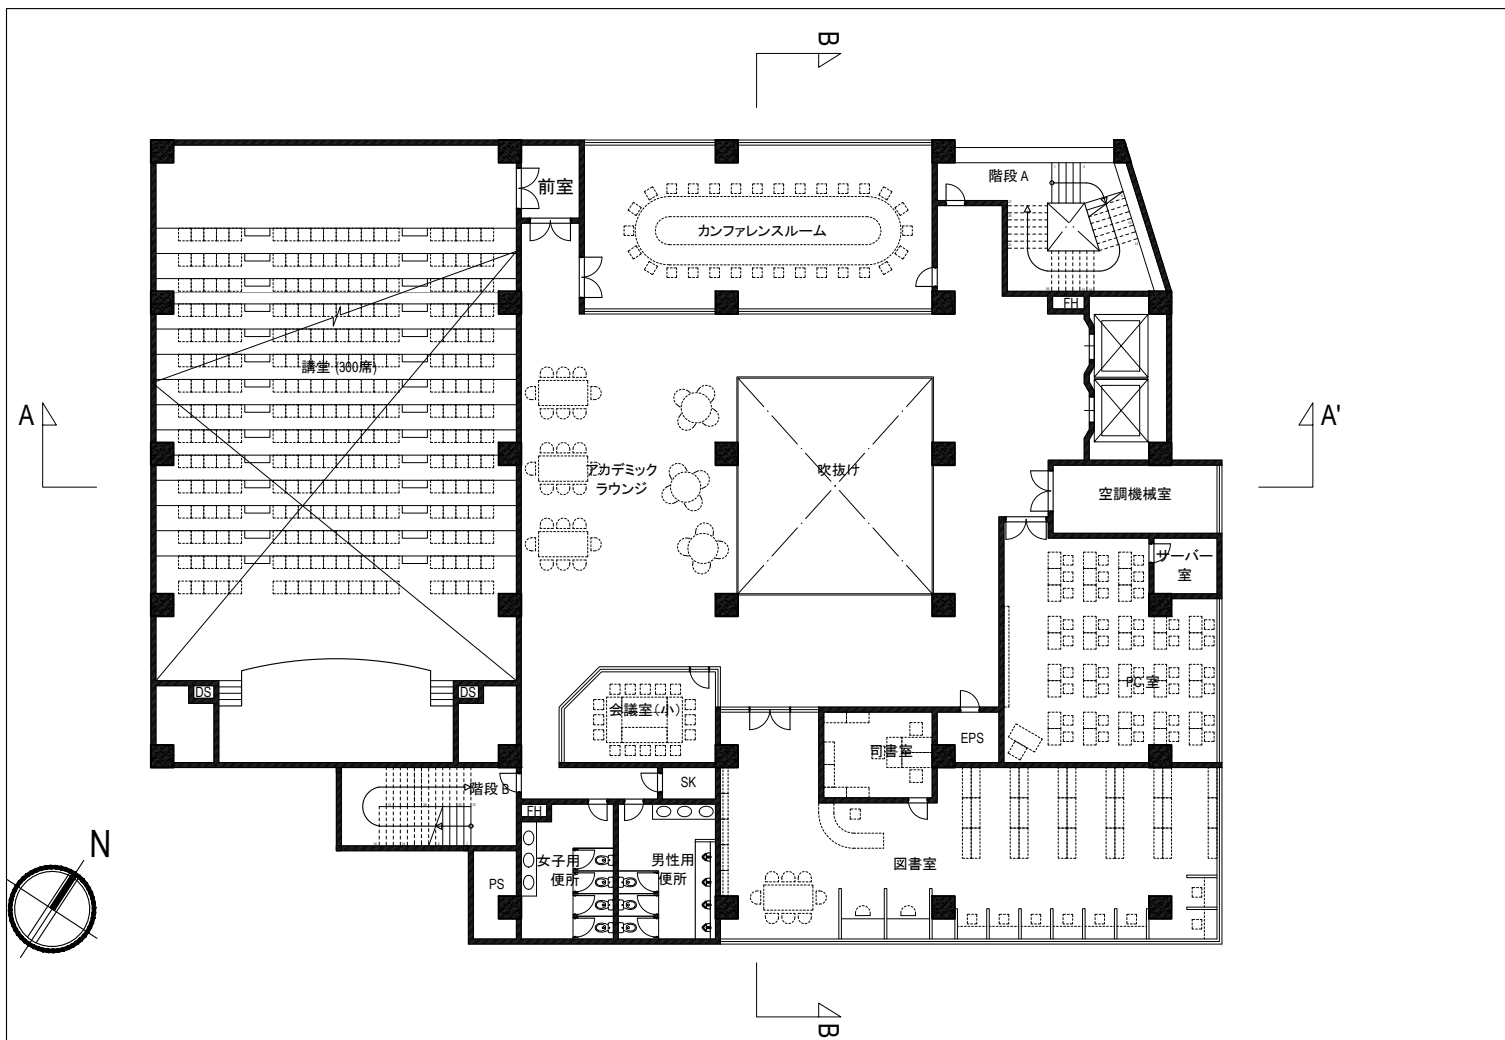 B
前室
階段 A
カンファレンスルーム
FH
講堂 (300席)
A
A'
アカデミック
ラウンジ
吹抜け
空調機械室
サーバー
室
PC 室
DS
DS
会議室(小)
EPS
司書室
階段 B
SK
FH
N
女子用
便所
男性用
便所
図書室
PS
B